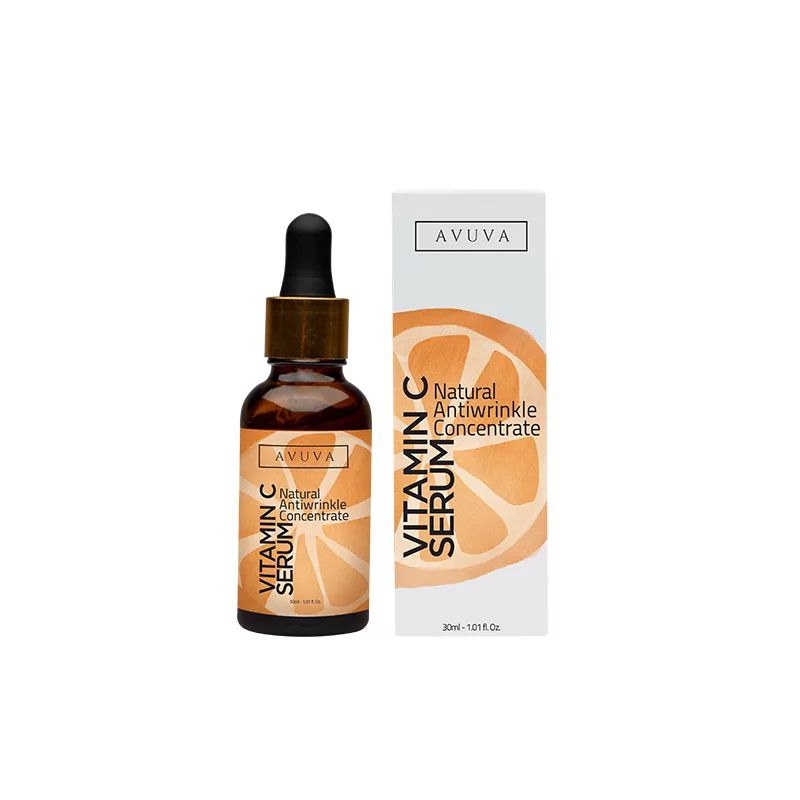 AVUVA
VITAMIN C
SERUM
Natural
Antiwrinkle
Concentrate
30ml - 1.01 fl. Oz.
AVUVA
VITAMIN C
SERUM
Natural
Antiwrinkle
Concentrate
30ml - 1.01 fl. Oz.